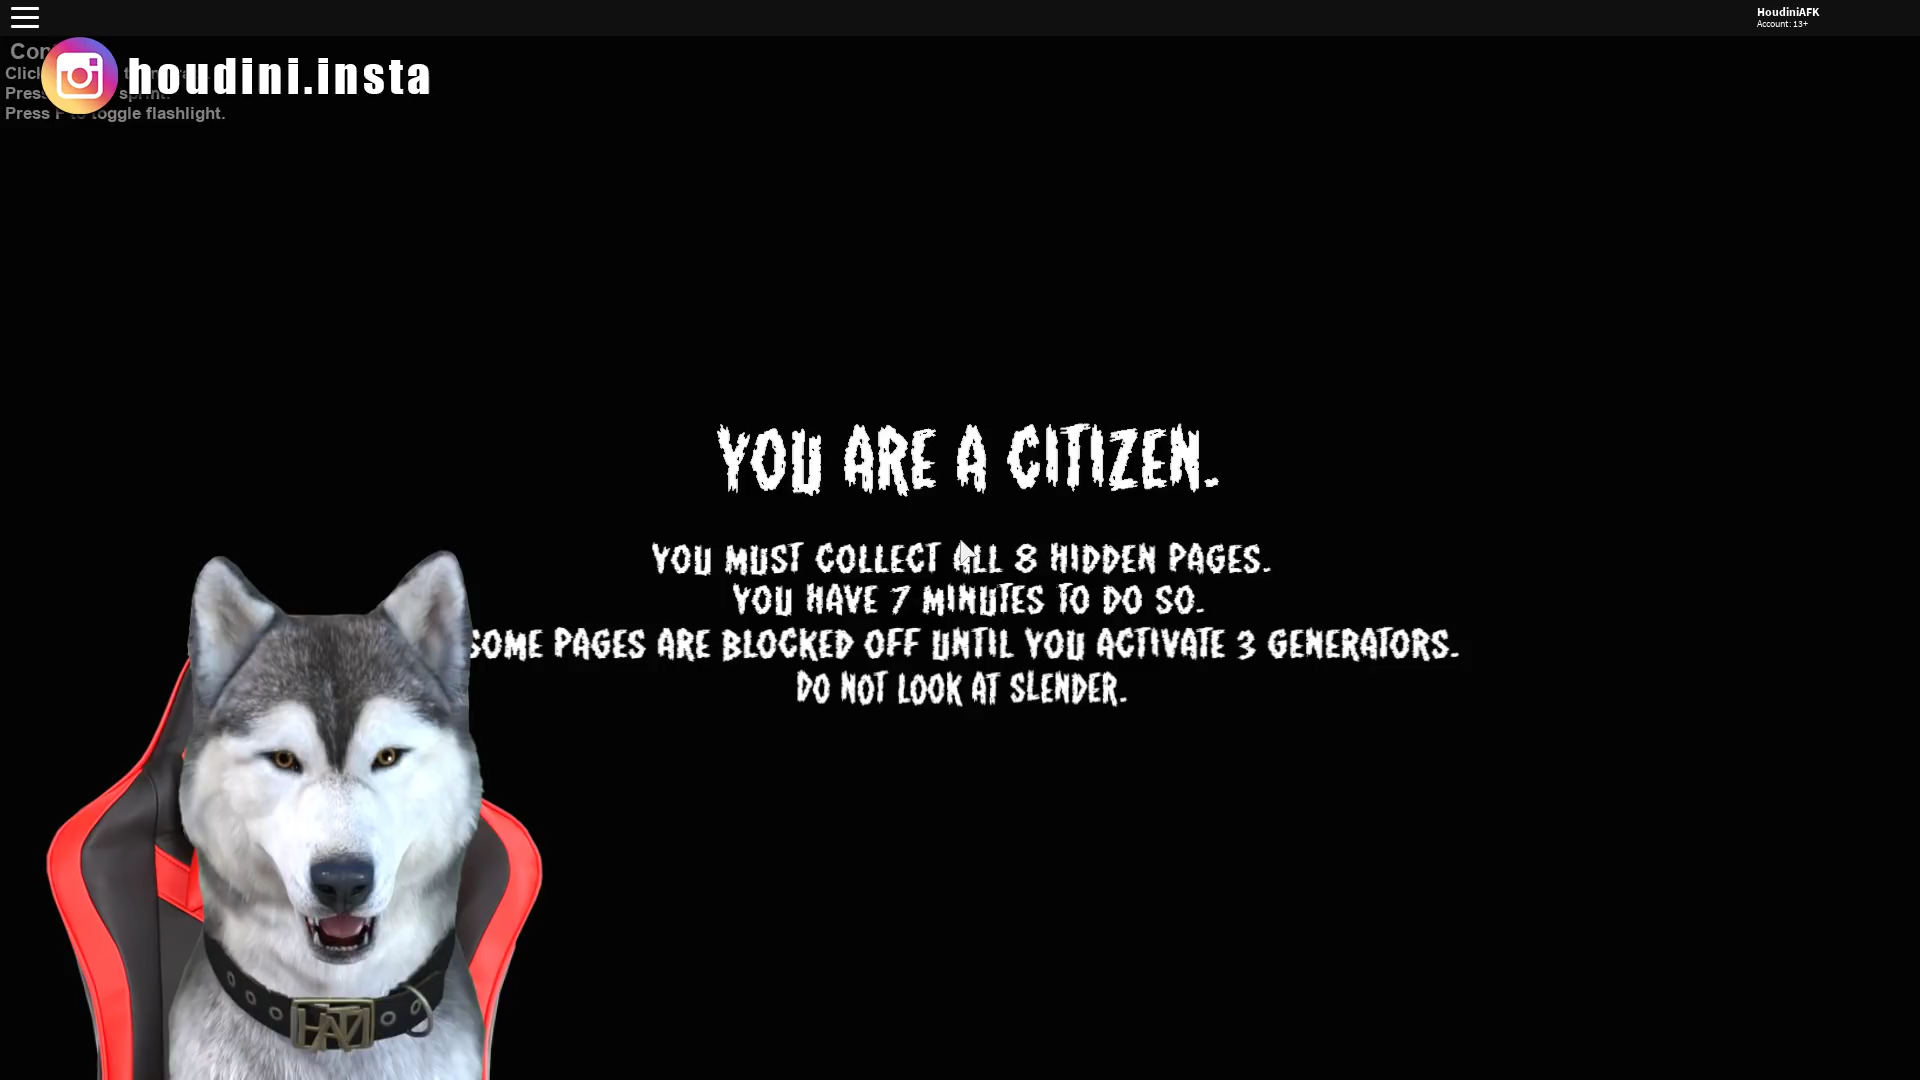 HoudiniAFK
Account: 13+
houdini.insta
Press toggle flashlight.
YOU ARE A CITIZEN.
YOU MUST COLLECT ALL 8 HIDDEN PAGES.
YOU HAVE 7 MINUTES TO DO SO.
SOME PAGES ARE BLOCKED OFF UNTIL YOU ACTIVATE 3 GENERATORS.
DO NOT LOOK AT SLENDER.